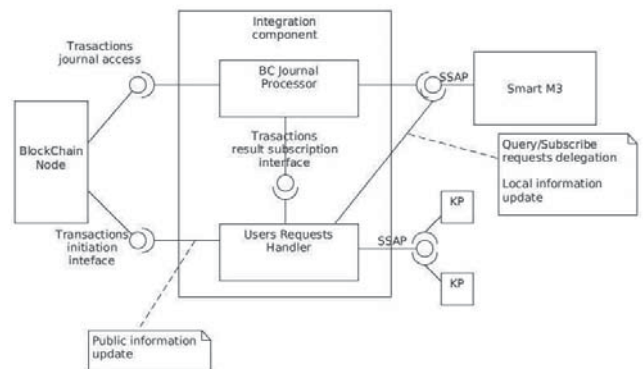 Integration
component
Trasactions
journal access
BC Journal
Processor
SSAP
Smart M3
BlockChain
Node
Trasactions
result subscription
interface
Query/Subscribe
requests delegation
Local information
update
Transactions
initiation
inteface
Users Requests
Handler
SSAP
KP
KP
Public information
update